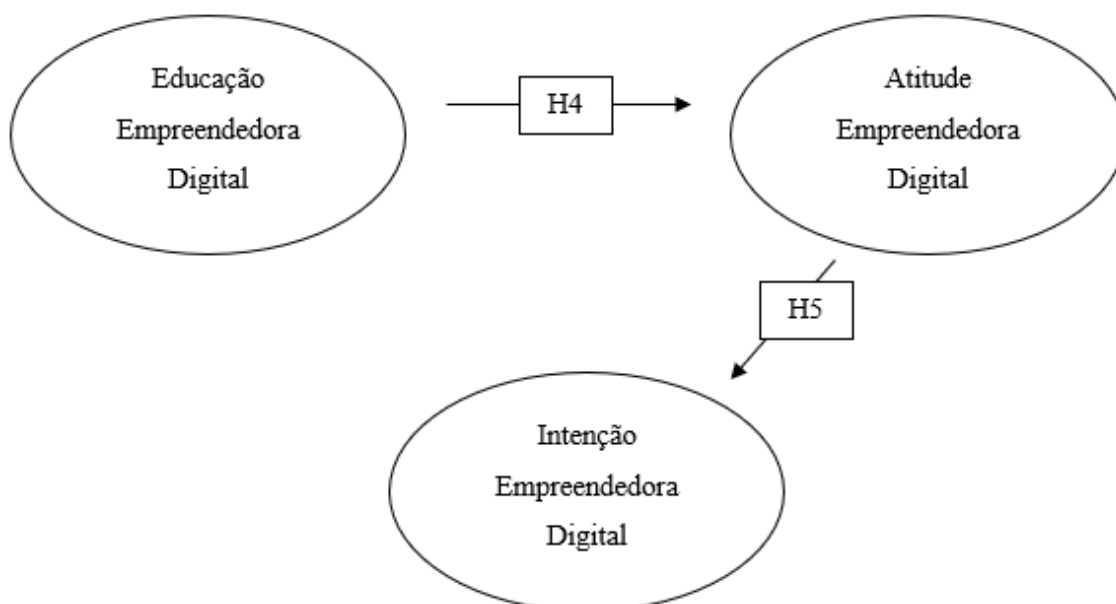 Educação
Empreendedora
Digital
H4
Atitude
Empreendedora
Digital
H5
Intenção
Empreendedora
Digital